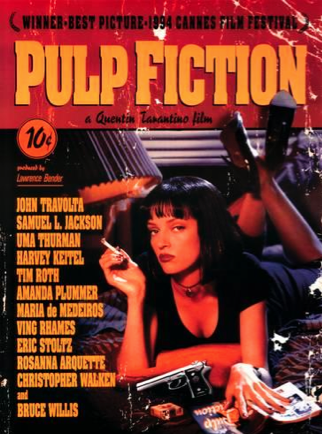 WINNER-BEST PICTURE-1994 CANNES FILM FESTIVAL
PULP FICTION
a Quentin Tarantino film
10¢
produced by
Lawrence Bender
JOHN TRAVOLTA
SAMUEL L. JACKSON
UMA THURMAN
HARVEY KEITEL
TIM ROTH
AMANDA PLUMMER
MARIA de MEDEIROS
VING RHAMES
ERIC STOLTZ
ROSANNA ARQUETTE
CHRISTOPHER WALKEN
and
BRUCE WILLIS